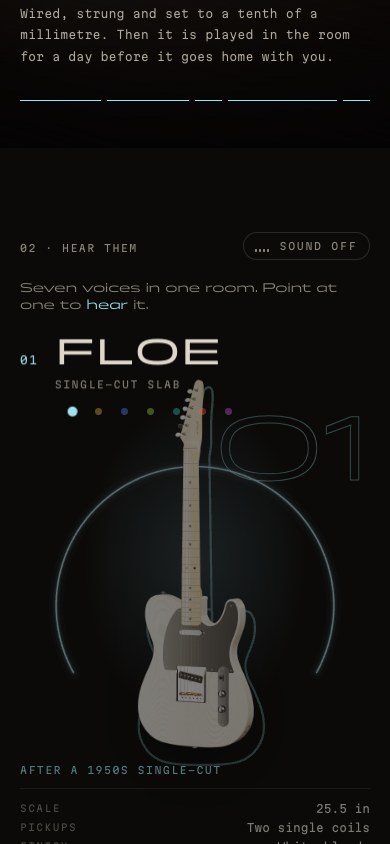 Wired, strung and set to a tenth of a
millimetre. Then it is played in the room
for a day before it goes home with you.
02 · HEAR THEM
SOUND OFF
Seven voices in one room. Point at
one to hear it.
01 FLOE
SINGLE-CUT SLAB
01
AFTER A 1950S SINGLE-CUT
SCALE 25.5 in
PICKUPS Two single coils